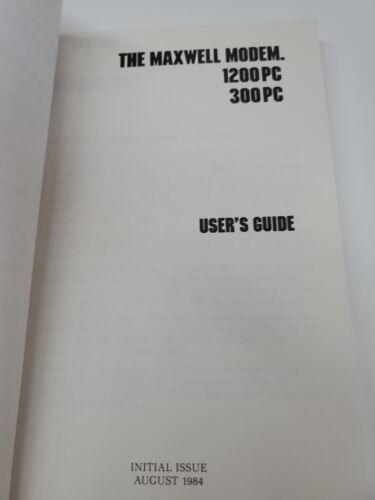 THE MAXWELL MODEM.
1200PC
300PC
USER'S GUIDE
INITIAL ISSUE
AUGUST 1984